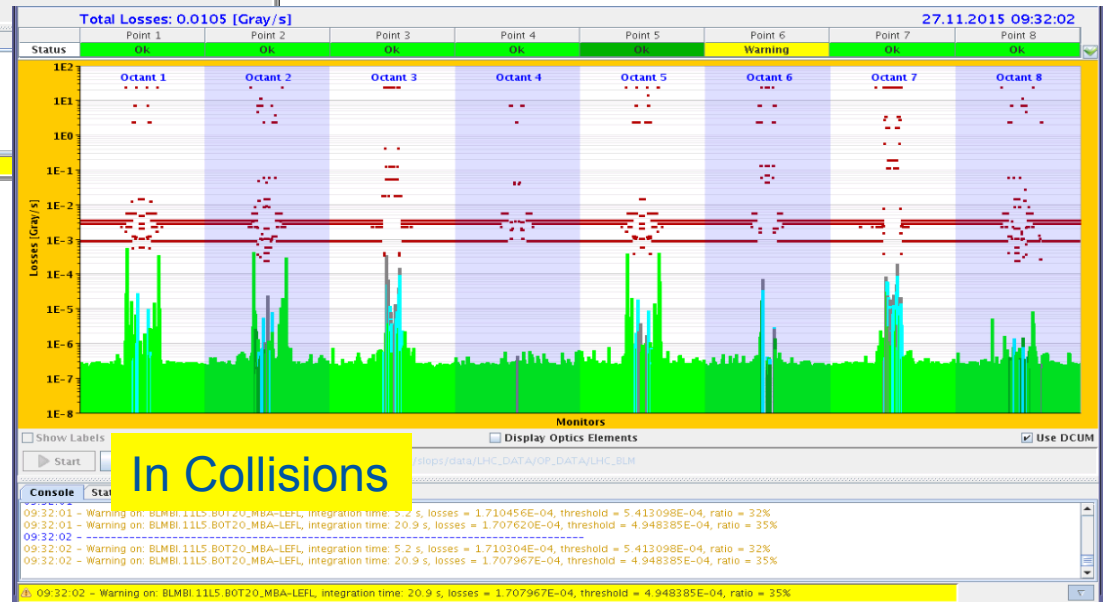 Total Losses: 0.0105 [Gray/s] 27.11.2015 09:32:02
Point 1 Point 2 Point 3 Point 4 Point 5 Point 6 Point 7 Point 8
Status Ok Ok Ok Ok Ok Warning Ok Ok
1E2
Octant 1 Octant 2 Octant 3 Octant 4 Octant 5 Octant 6 Octant 7 Octant 8
1E1
1E0
1E-1
1E-2
1E-3
1E-4
1E-5
1E-6
1E-7
1E-8
Losses [Gray/s]
Monitors
Show Labels Display Optics Elements Use DCUM
Start /slops/data/LHC_DATA/OP_DATA/LHC_BLM
In Collisions
Console Stat
09:32:01 - Warning on: BLMBI.11L5.B0T20_MBA-LEFL, integration time: 5.2 s, losses = 1.710456E-04, threshold = 5.413098E-04, ratio = 32%
09:32:01 - Warning on: BLMBI.11L5.B0T20_MBA-LEFL, integration time: 20.9 s, losses = 1.707620E-04, threshold = 4.948385E-04, ratio = 35%
09:32:02 - ------------------------------------------------------------------------------------
09:32:02 - Warning on: BLMBI.11L5.B0T20_MBA-LEFL, integration time: 5.2 s, losses = 1.710304E-04, threshold = 5.413098E-04, ratio = 32%
09:32:02 - Warning on: BLMBI.11L5.B0T20_MBA-LEFL, integration time: 20.9 s, losses = 1.707967E-04, threshold = 4.948385E-04, ratio = 35%
09:32:02 - Warning on: BLMBI.11L5.B0T20_MBA-LEFL, integration time: 20.9 s, losses = 1.707967E-04, threshold = 4.948385E-04, ratio = 35%